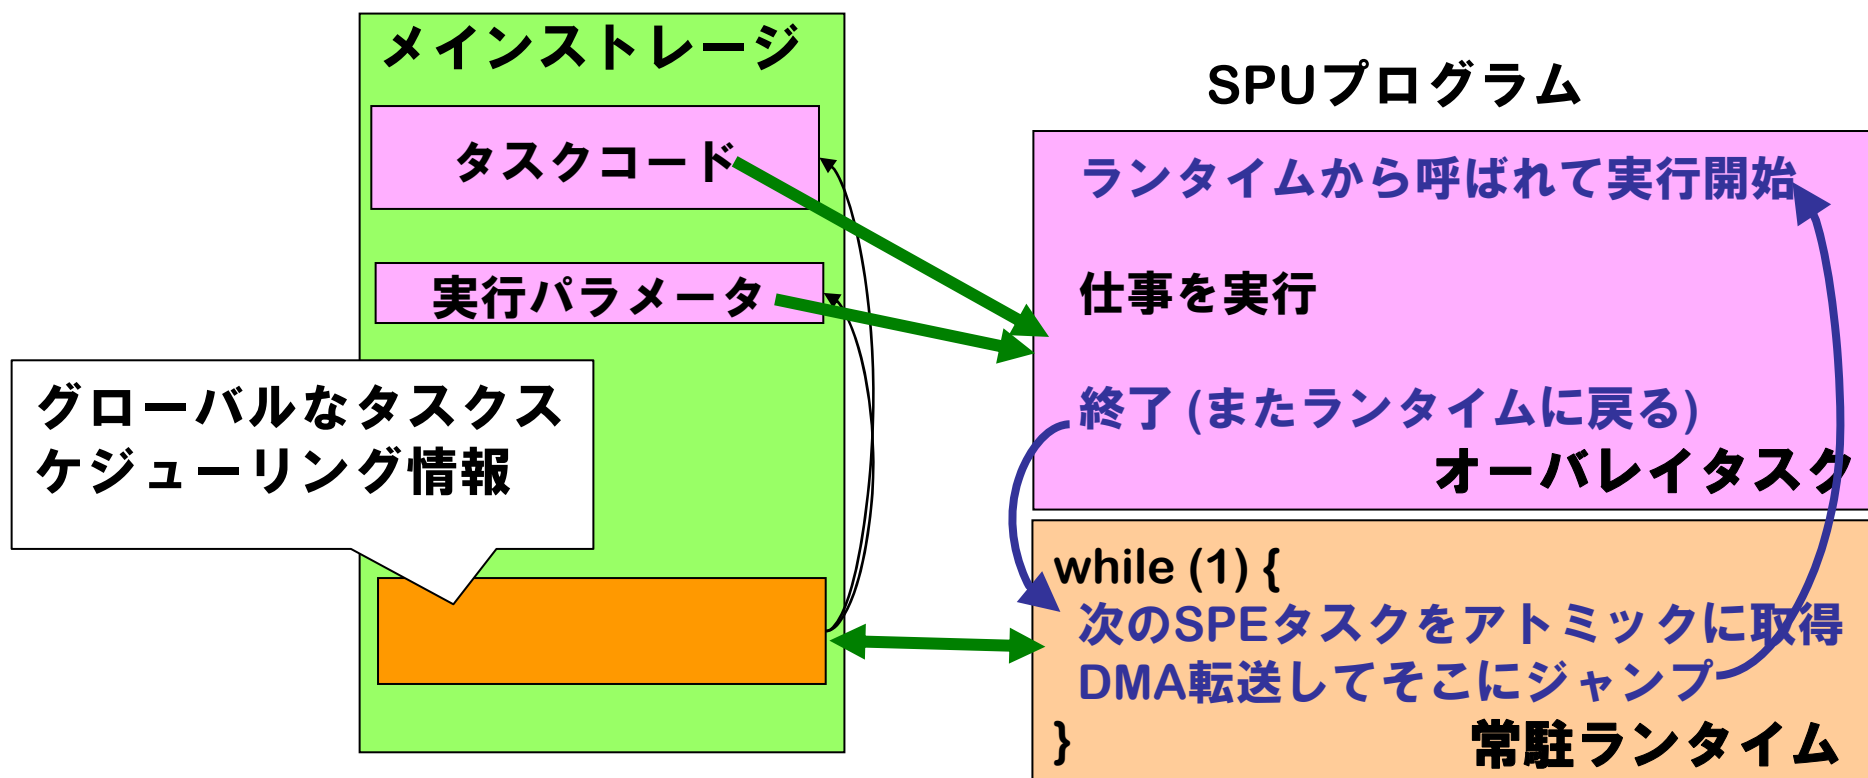 メインストレージ
タスクコード
実行パラメータ
グローバルなタスクス
ケジューリング情報
SPUプログラム
ランタイムから呼ばれて実行開始
仕事を実行
終了 (またランタイムに戻る)
オーバレイタスク
while (1) {
次のSPEタスクをアトミックに取得
DMA転送してそこにジャンプ
}
常駐ランタイム